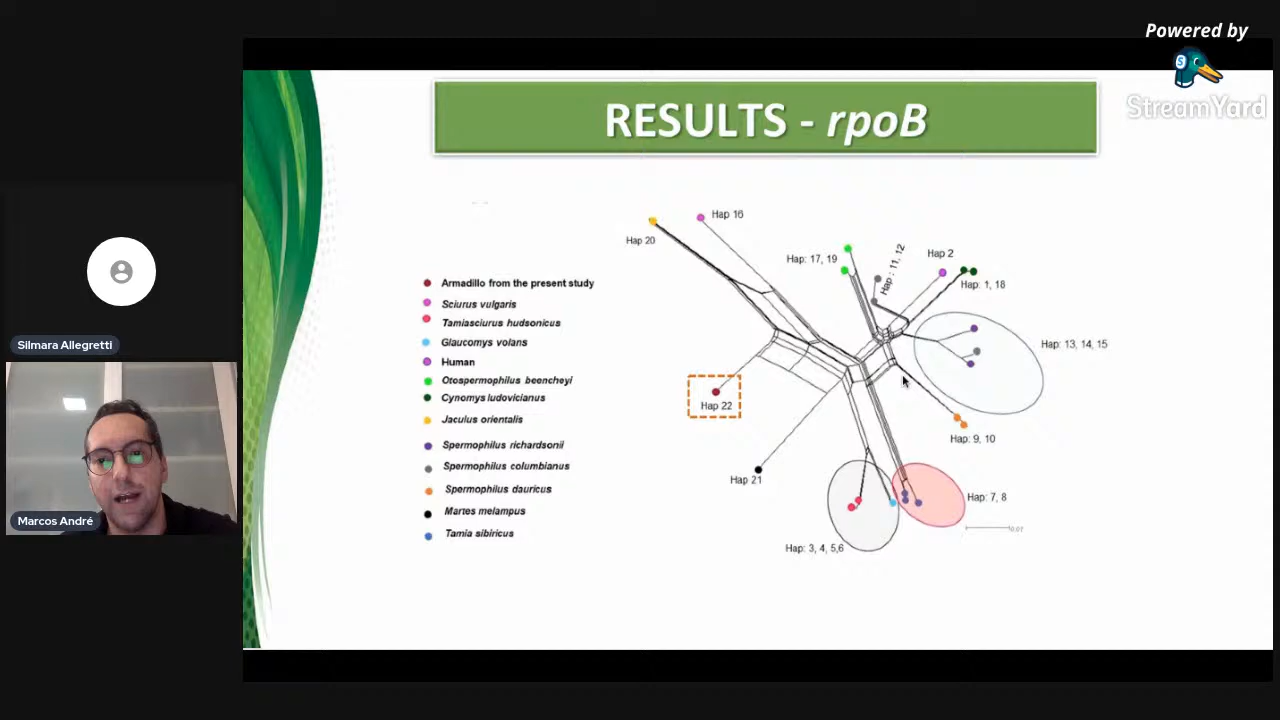 Powered by
StreamYard
RESULTS - rpoB
Hap 16
Hap 20
Hap: 17, 19
Hap : 11, 12
Hap 2
Hap: 1, 18
Hap: 13, 14, 15
Hap 22
Hap: 9, 10
Hap 21
Hap: 7, 8
0.01
Hap: 3, 4, 5,6
Armadillo from the present study
Sciurus vulgaris
Tamiasciurus hudsonicus
Glaucomys volans
Human
Otospermophilus beencheyi
Cynomys ludovicianus
Jaculus orientalis
Spermophilus richardsonii
Spermophilus columbianus
Spermophilus dauricus
Martes melampus
Tamia sibiricus
Silmara Allegretti
Marcos André